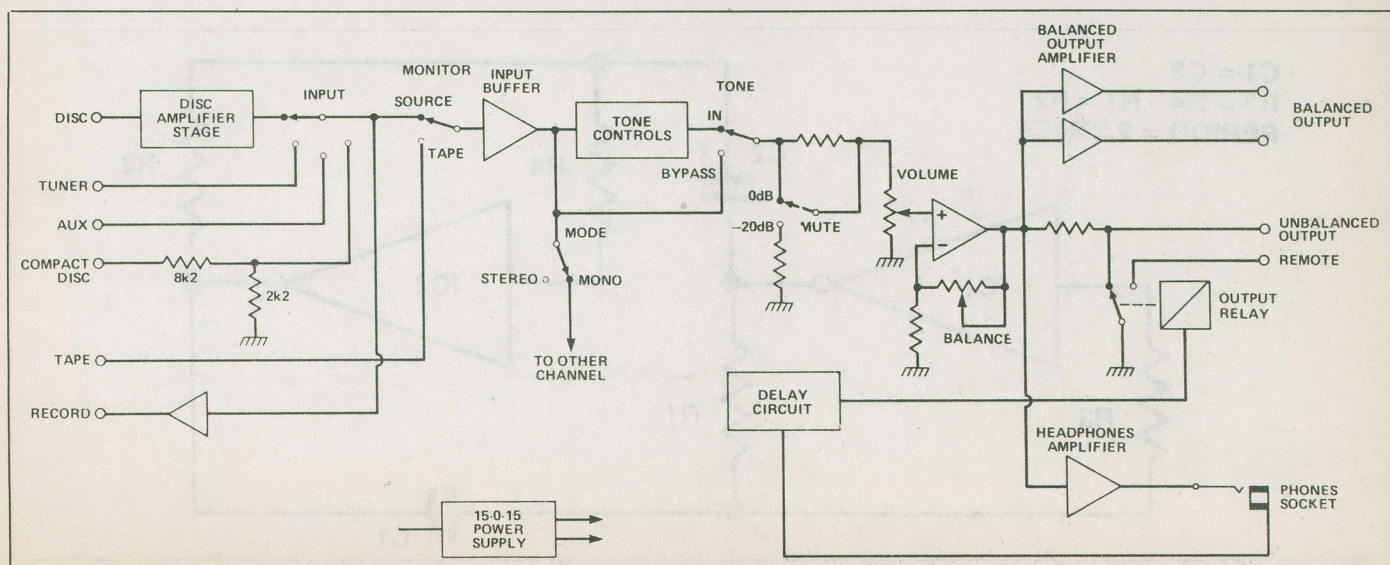 BALANCED
OUTPUT
AMPLIFIER
MONITOR
INPUT
BUFFER
TONE
INPUT
SOURCE
DISC
DISC
AMPLIFIER
STAGE
TONE
CONTROLS
IN
BALANCED
OUTPUT
TAPE
BYPASS
VOLUME
TUNER
0dB
AUX
–20dB
MUTE
+
–
UNBALANCED
OUTPUT
MODE
COMPACT
DISC
8k2
2k2
STEREO
MONO
REMOTE
OUTPUT
RELAY
BALANCE
TAPE
TO OTHER
CHANNEL
DELAY
CIRCUIT
RECORD
HEADPHONES
AMPLIFIER
PHONES
SOCKET
15-0-15
POWER
SUPPLY